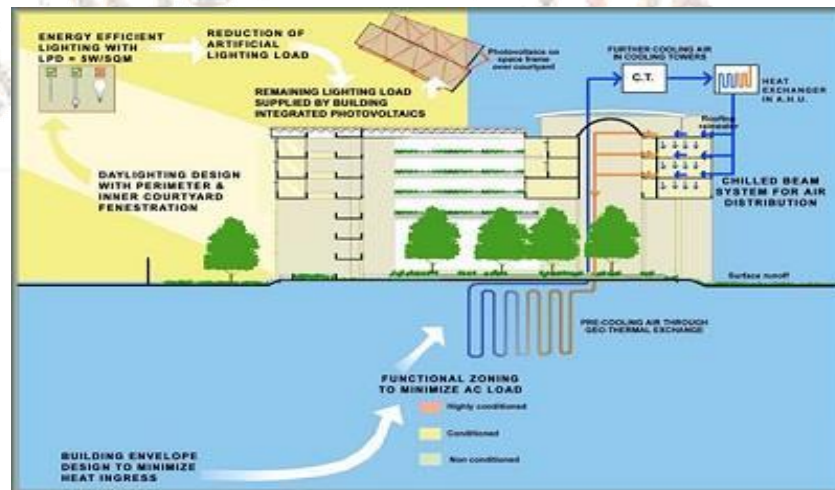 ENERGY EFFICIENT
LIGHTING WITH
LPD = 5W/SQM
REDUCTION OF
ARTIFICIAL
LIGHTING LOAD
REMAINING LIGHTING LOAD
SUPPLIED BY BUILDING
INTEGRATED PHOTOVOLTAICS
Photovoltaics on
space frame
over courtyard
FURTHER COOLING AIR
IN COOLING TOWERS
C.T.
HEAT
EXCHANGER
IN A.H.U.
Rooftop
rainwater
DAYLIGHTING DESIGN
WITH PERIMETER &
INNER COURTYARD
FENESTRATION
CHILLED BEAM
SYSTEM FOR AIR
DISTRIBUTION
Surface runoff
PRE-COOLING AIR THROUGH
GEO THERMAL EXCHANGE
FUNCTIONAL ZONING
TO MINIMIZE AC LOAD
Highly conditioned
Conditioned
Non conditioned
BUILDING ENVELOPE
DESIGN TO MINIMIZE
HEAT INGRESS